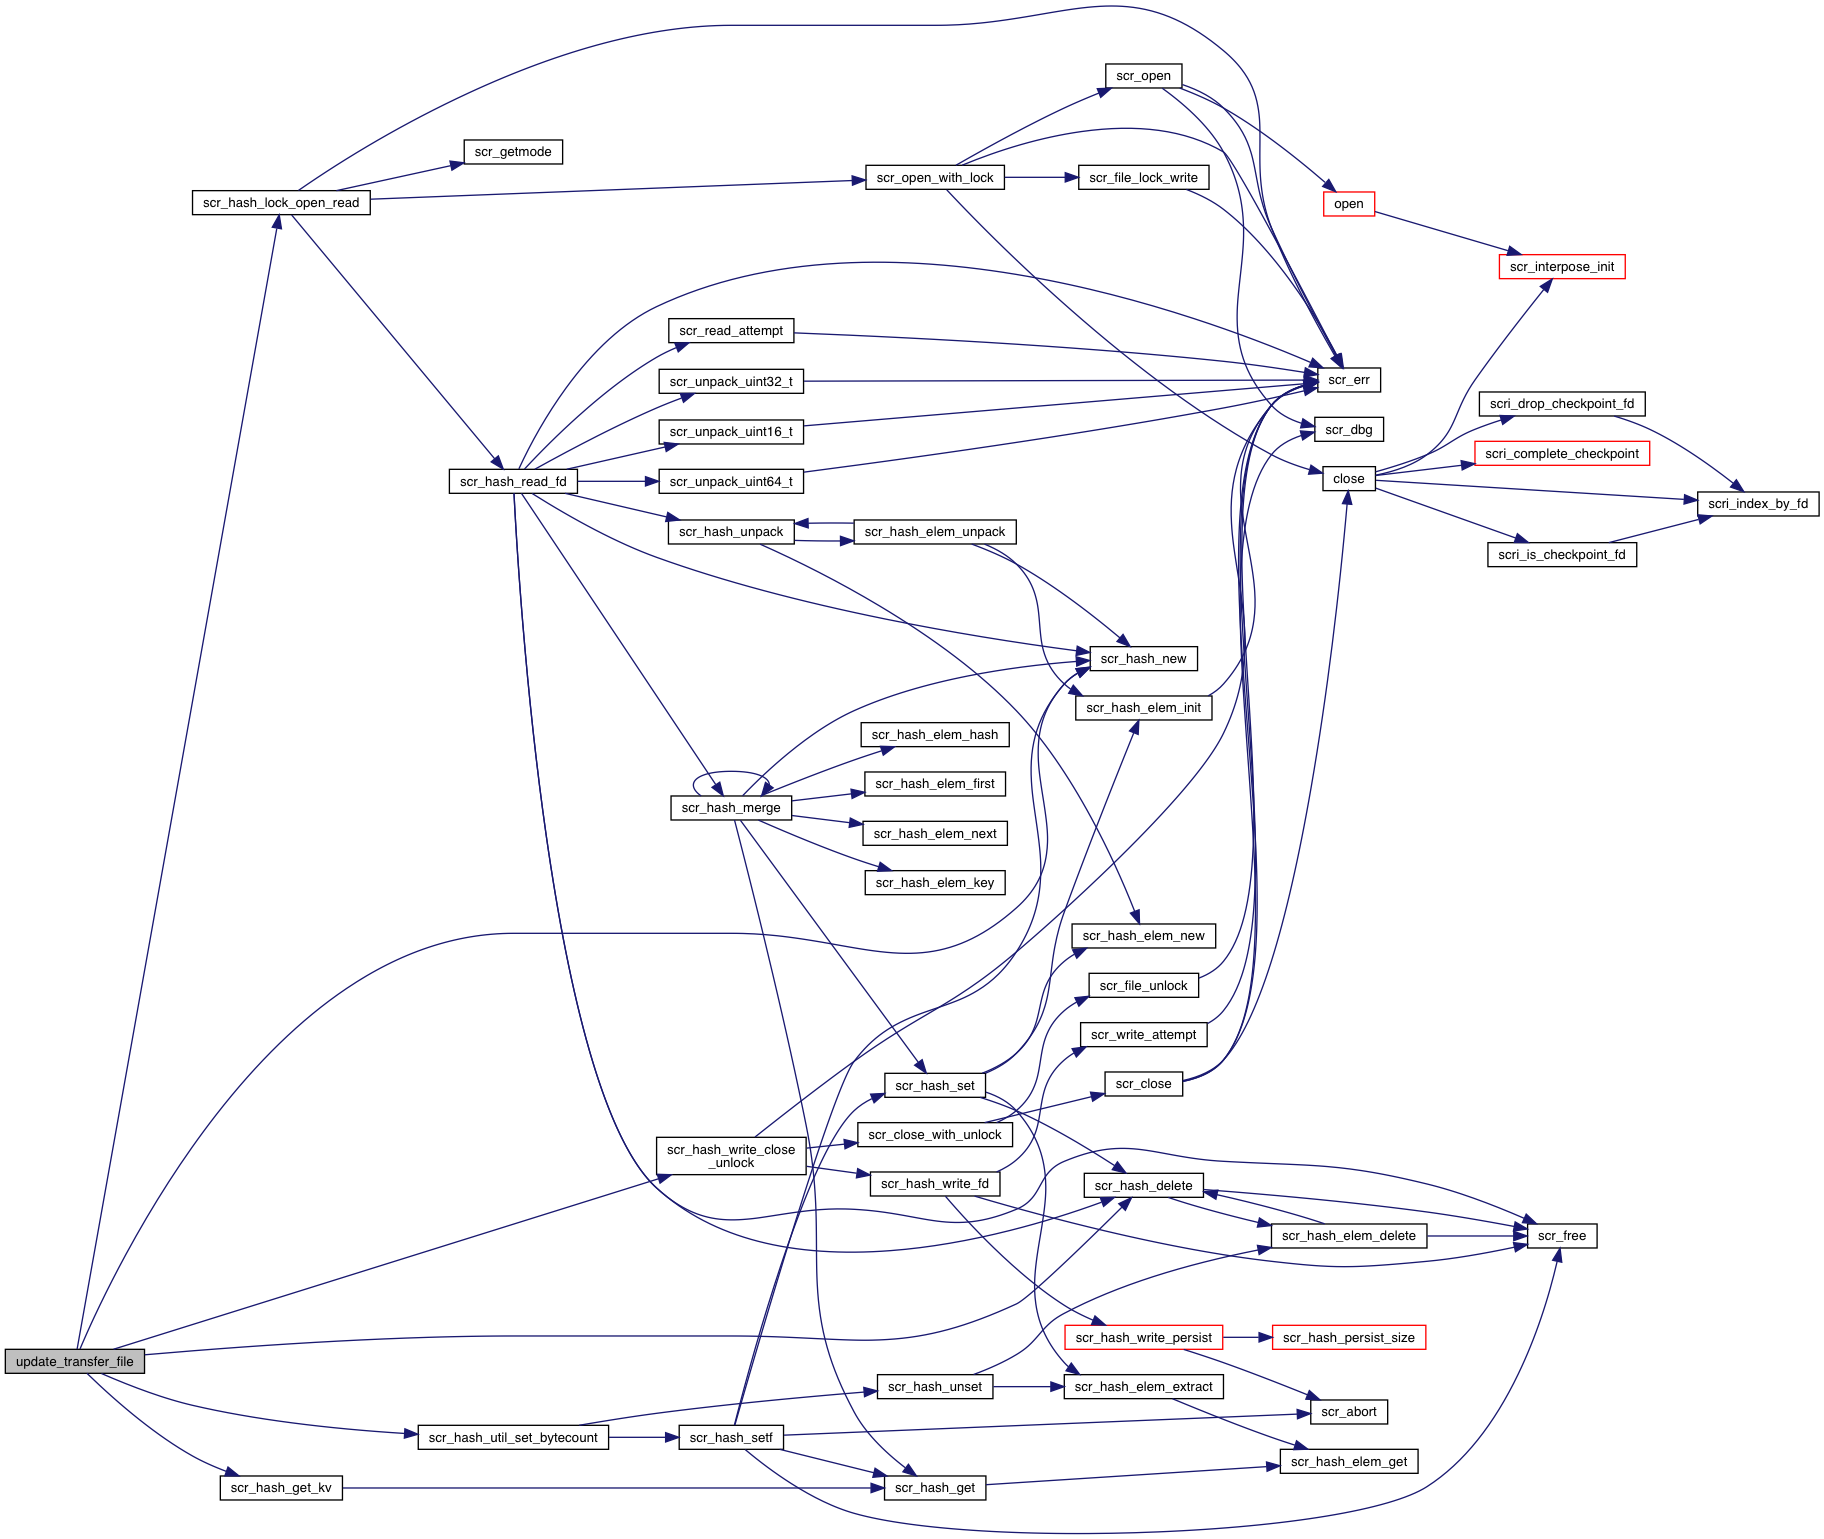 scr_open
scr_getmode
scr_open_with_lock
scr_file_lock_write
scr_hash_lock_open_read
open
scr_interpose_init
scr_read_attempt
scr_err
scr_unpack_uint32_t
scri_drop_checkpoint_fd
scr_unpack_uint16_t
scr_dbg
scri_complete_checkpoint
scr_hash_read_fd
scr_unpack_uint64_t
close
scri_index_by_fd
scr_hash_unpack
scr_hash_elem_unpack
scri_is_checkpoint_fd
scr_hash_new
scr_hash_elem_init
scr_hash_elem_hash
scr_hash_elem_first
scr_hash_merge
scr_hash_elem_next
scr_hash_elem_key
scr_hash_elem_new
scr_file_unlock
scr_write_attempt
scr_hash_set
scr_close
scr_close_with_unlock
scr_hash_write_close
_unlock
scr_hash_write_fd
scr_hash_delete
scr_hash_elem_delete
scr_free
scr_hash_write_persist
scr_hash_persist_size
update_transfer_file
scr_hash_unset
scr_hash_elem_extract
scr_abort
scr_hash_util_set_bytecount
scr_hash_setf
scr_hash_elem_get
scr_hash_get_kv
scr_hash_get